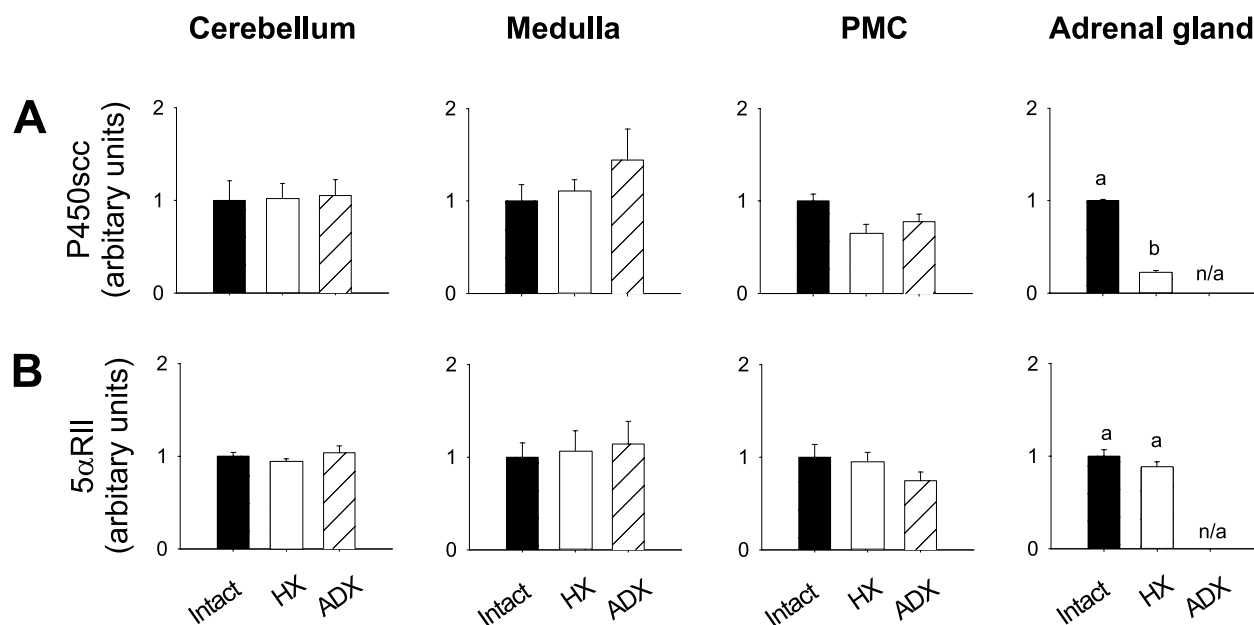 Cerebellum Medulla PMC Adrenal gland
A
P450scc
(arbitary units)
2 1 0
2 1 0
2 1 0
2 1 0
a
b
n/a
B
5αRII
(arbitary units)
2 1 0
2 1 0
2 1 0
2 1 0
a a
n/a
Intact HX ADX Intact HX ADX Intact HX ADX Intact HX ADX